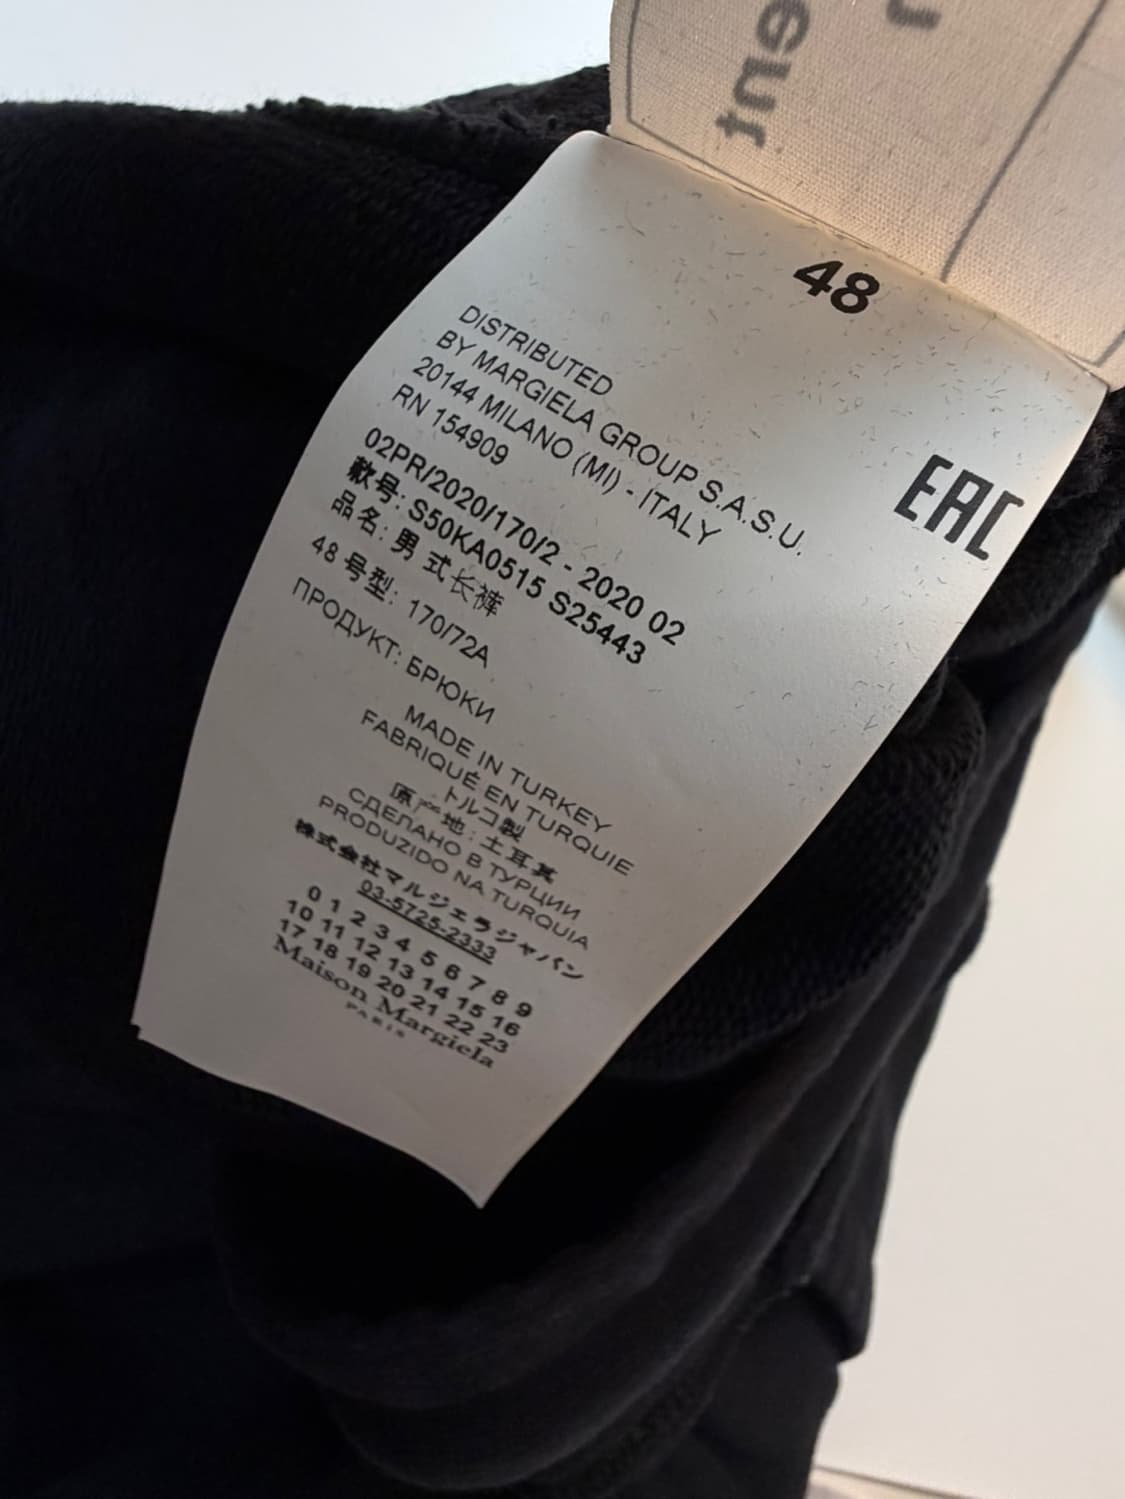 ent
48
DISTRIBUTED
BY MARGIELA GROUP S.A.S.U.
20144 MILANO (MI) - ITALY
RN 154909
EAC
02PR/2020/170/2 - 2020 02
款号: S50KA0515 S25443
品名: 男式长裤
48 号型: 170/72A
ПРОДУКТ: БРЮКИ
MADE IN TURKEY
FABRIQUÉ EN TURQUIE
トルコ製
原产地: 土耳其
СДЕЛАНО В ТУРЦИИ
PRODUZIDO NA TURQUIA
株式会社マルジェラジャパン
03-5725-2333
0 1 2 3 4 5 6 7 8 9
10 11 12 13 14 15 16
17 18 19 20 21 22 23
Maison Margiela
PARIS